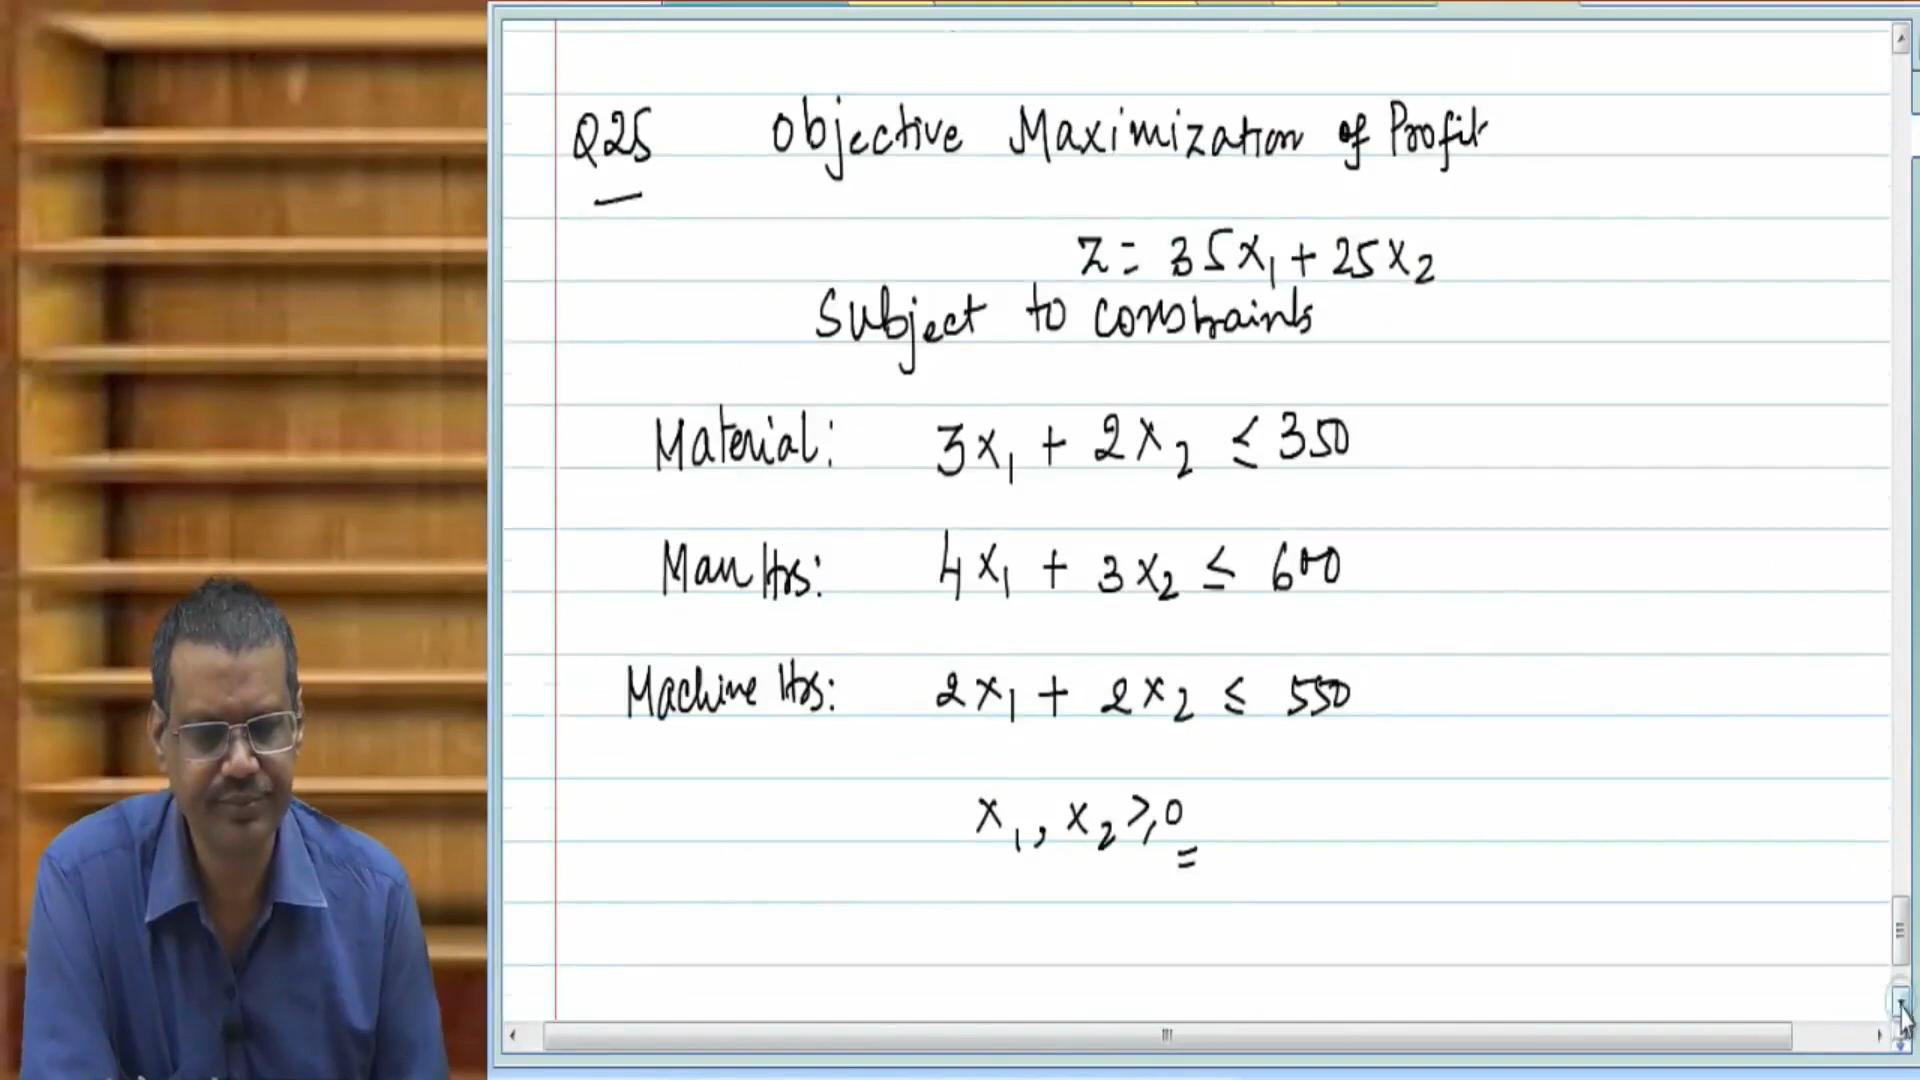 Q25 Objective Maximization of Profit
Z = 35x₁ + 25x₂
Subject to constraints
Material: 3x₁ + 2x₂ ≤ 350
Man Hrs: 4x₁ + 3x₂ ≤ 600
Machine Hrs: 2x₁ + 2x₂ ≤ 550
x₁, x₂ ≥ 0